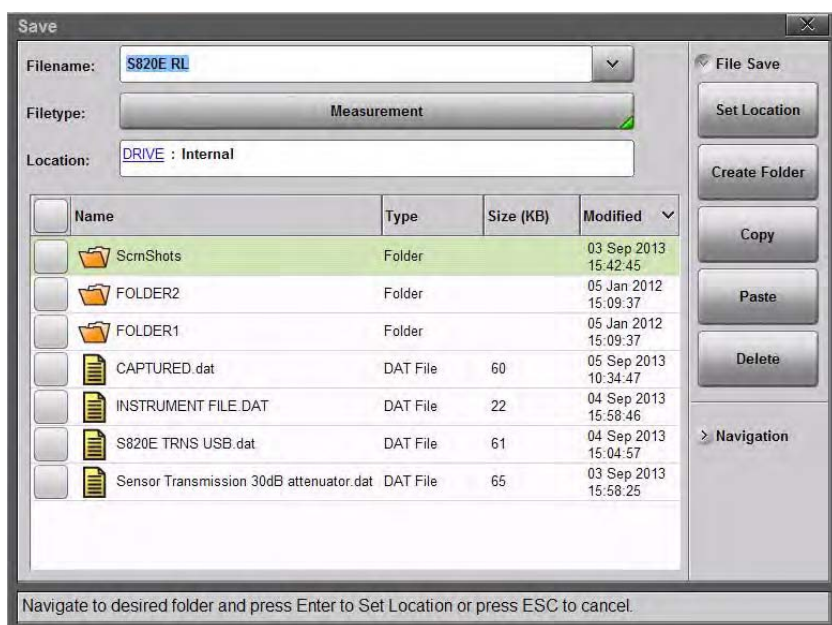 Save
Filename: S820E RL
Filetype: Measurement
Location: DRIVE : Internal
Name Type Size (KB) Modified
ScrnShots Folder 03 Sep 2013
15:42:45
FOLDER2 Folder 05 Jan 2012
15:09:37
FOLDER1 Folder 05 Jan 2012
15:09:37
CAPTURED.dat DAT File 60 05 Sep 2013
10:34:47
INSTRUMENT FILE.DAT DAT File 22 04 Sep 2013
15:58:46
S820E TRNS USB.dat DAT File 61 04 Sep 2013
15:04:57
Sensor Transmission 30dB attenuator.dat DAT File 65 03 Sep 2013
15:58:25
File Save
Set Location
Create Folder
Copy
Paste
Delete
> Navigation
Navigate to desired folder and press Enter to Set Location or press ESC to cancel.